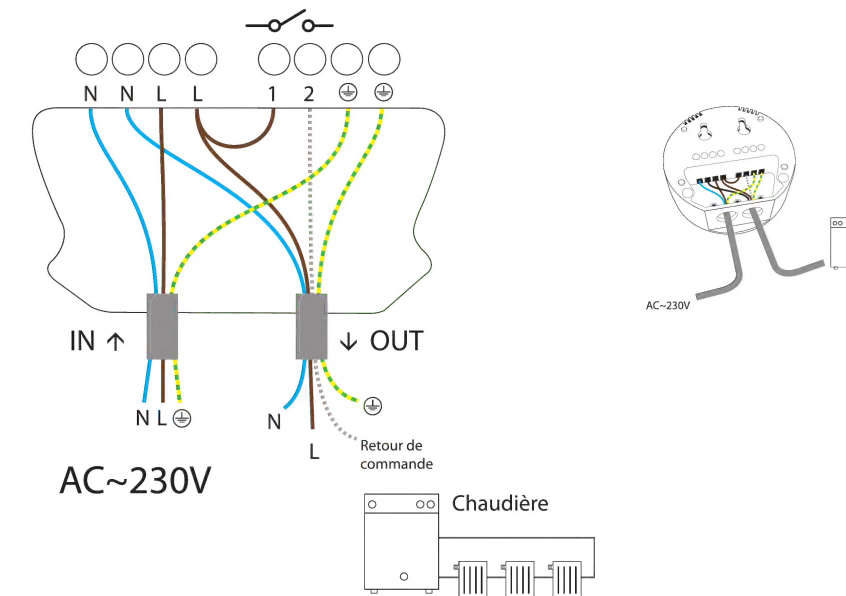 N N L L 1 2
IN ↑
↓ OUT
N L
N
L
Retour de
commande
AC~230V
Chaudière
AC~230V